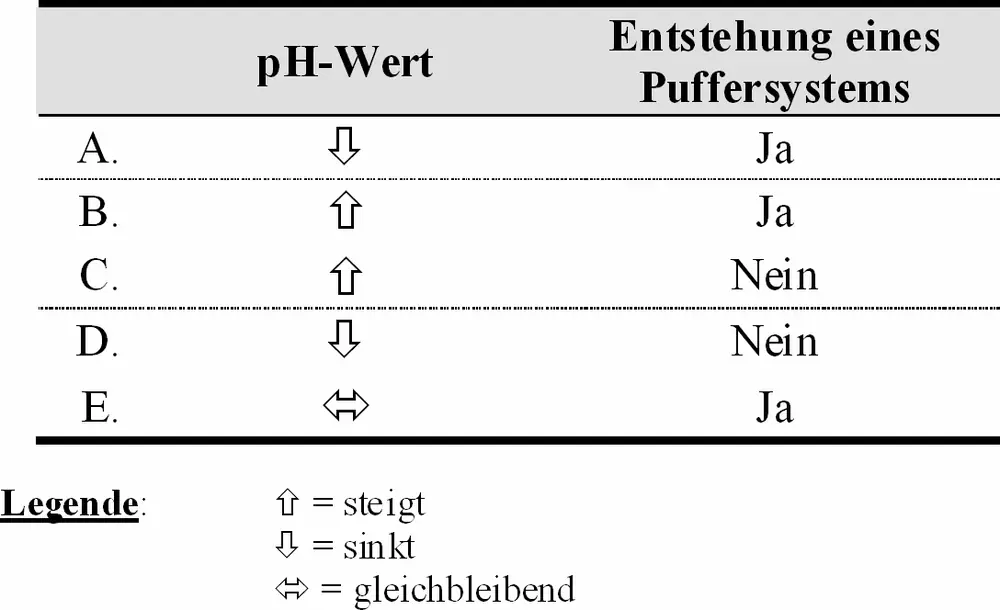 pH-Wert Entstehung eines Puffersystems
A. ⇩ Ja
B. ⇧ Ja
C. ⇧ Nein
D. ⇩ Nein
E. ⬄ Ja
Legende: ⇧ = steigt
⇩ = sinkt
⬄ = gleichbleibend